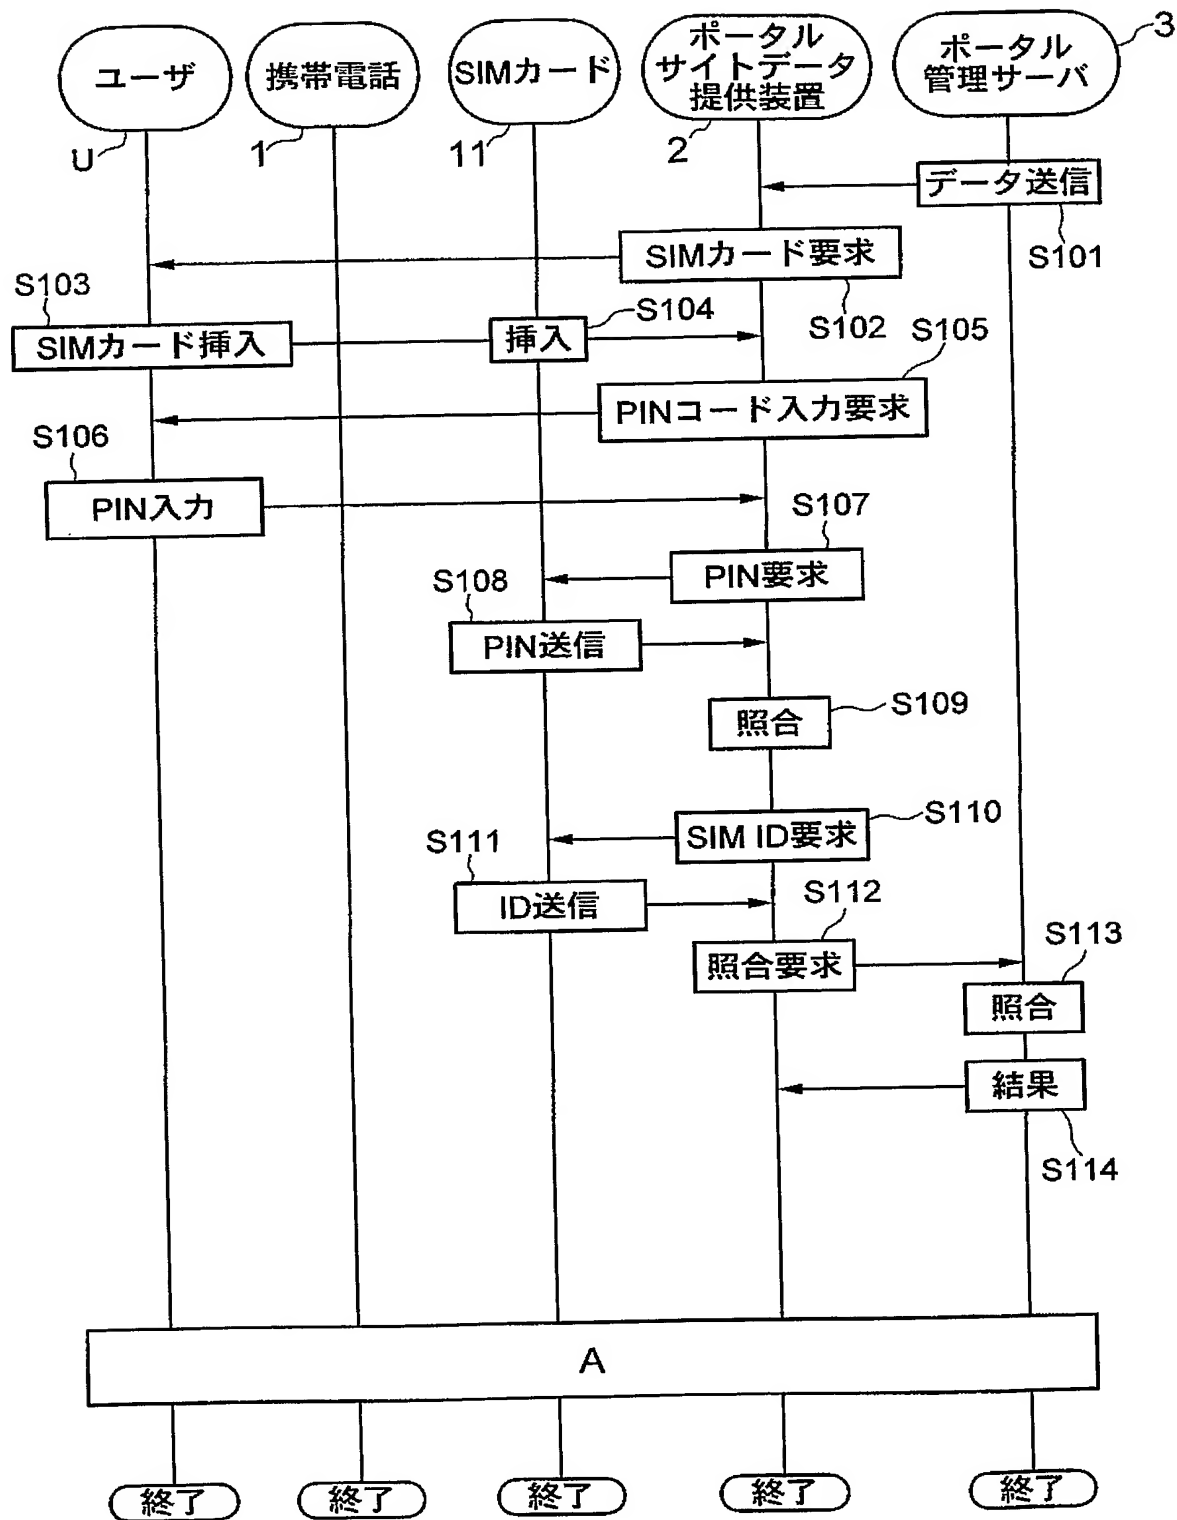 ユーザ
携帯電話
SIMカード
ポータル
サイトデータ
提供装置
ポータル
管理サーバ
3
U
1
11
2
データ送信
S101
SIMカード要求
S102
S103
SIMカード挿入
挿入
S104
S105
PINコード入力要求
S106
PIN入力
S107
PIN要求
S108
PIN送信
照合
S109
SIM ID要求
S110
S111
ID送信
S112
照合要求
S113
照合
結果
S114
A
終了
終了
終了
終了
終了